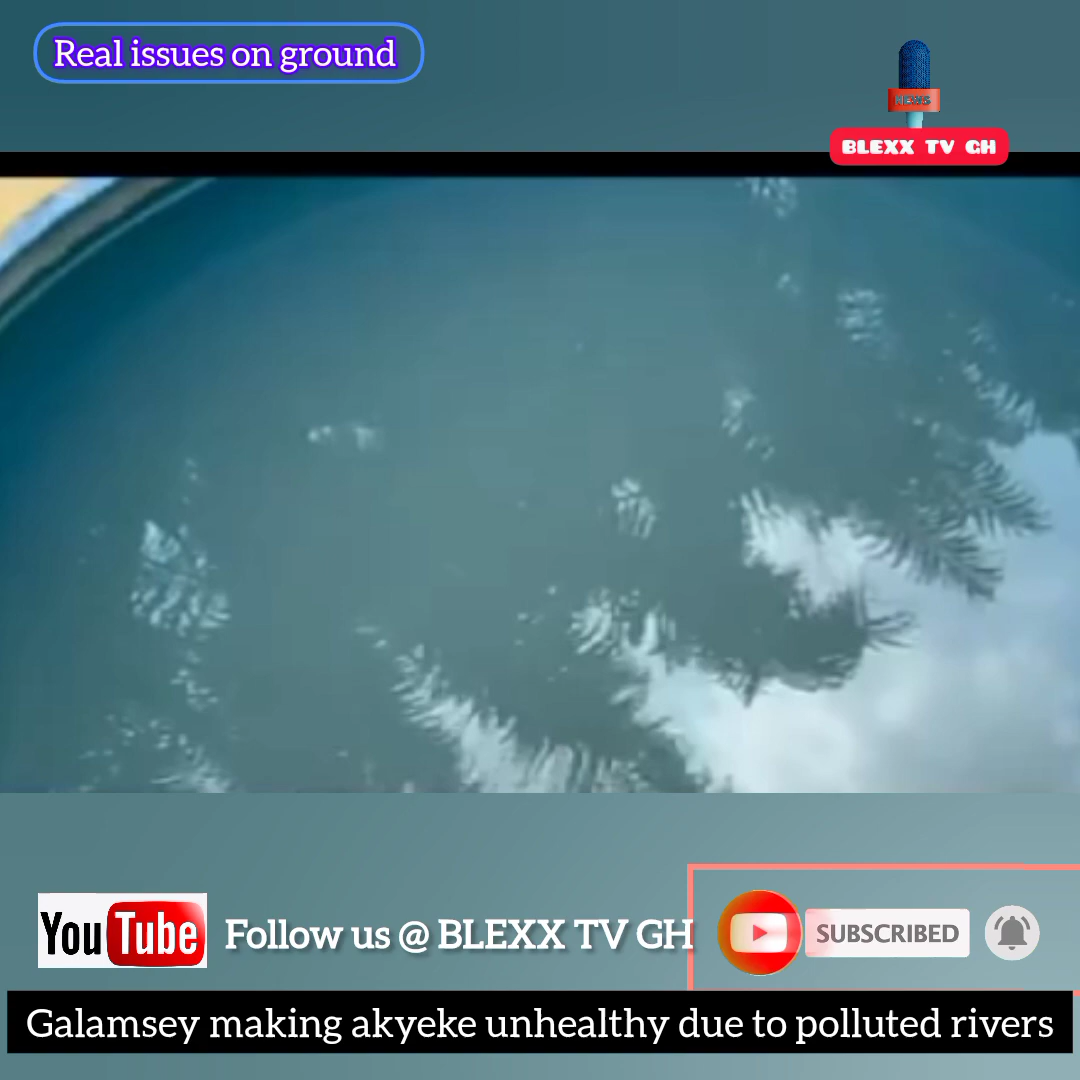 Real issues on ground
NEWS
BLEXX TV GH
YouTube
Follow us @ BLEXX TV GH
SUBSCRIBED
Galamsey making akyeke unhealthy due to polluted rivers